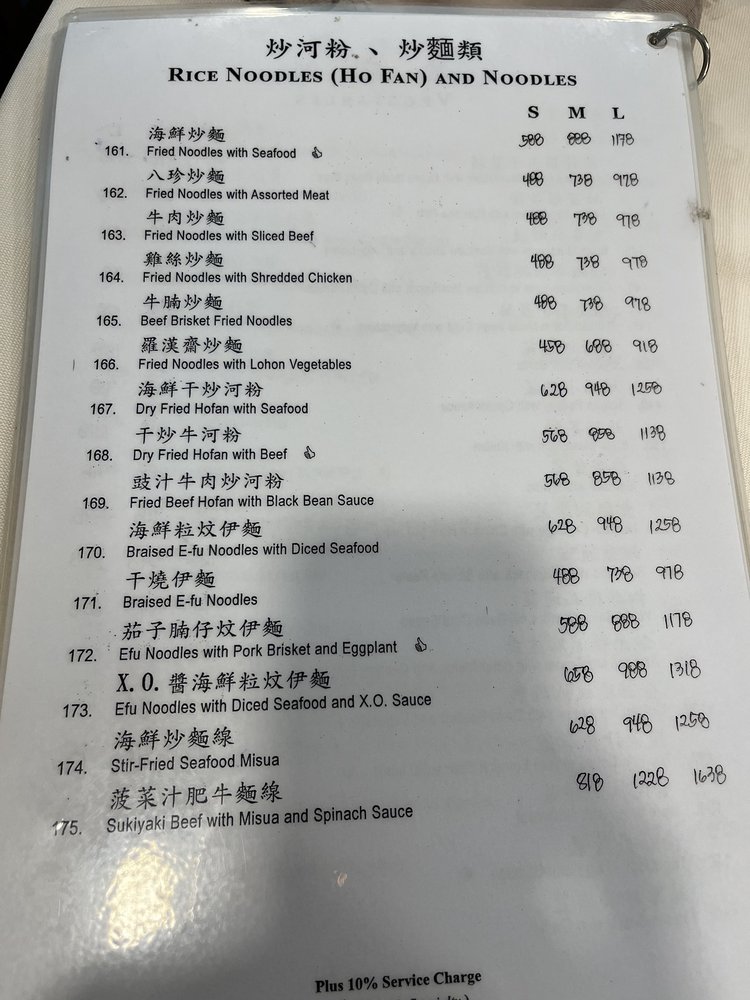 炒河粉、炒麵類
RICE NOODLES (HO FAN) AND NOODLES
S M L
海鮮炒麵
161. Fried Noodles with Seafood 588 888 1178
八珍炒麵
162. Fried Noodles with Assorted Meat 488 738 978
牛肉炒麵
163. Fried Noodles with Sliced Beef 488 738 978
雞絲炒麵
164. Fried Noodles with Shredded Chicken 488 738 978
牛腩炒麵
165. Beef Brisket Fried Noodles 488 738 978
羅漢齋炒麵
166. Fried Noodles with Lohon Vegetables 458 688 918
海鮮干炒河粉
167. Dry Fried Hofan with Seafood 628 948 1258
干炒牛河粉
168. Dry Fried Hofan with Beef 568 858 1138
豉汁牛肉炒河粉
169. Fried Beef Hofan with Black Bean Sauce 568 858 1138
海鮮粒炆伊麵
170. Braised E-fu Noodles with Diced Seafood 628 948 1258
干燒伊麵
171. Braised E-fu Noodles 488 738 978
茄子腩仔炆伊麵
172. Efu Noodles with Pork Brisket and Eggplant 588 888 1178
X.O.醬海鮮粒炆伊麵
173. Efu Noodles with Diced Seafood and X.O. Sauce 658 988 1318
海鮮炒麵線
174. Stir-Fried Seafood Misua 628 948 1258
菠菜汁肥牛麵線
175. Sukiyaki Beef with Misua and Spinach Sauce 818 1228 1638
Plus 10% Service Charge